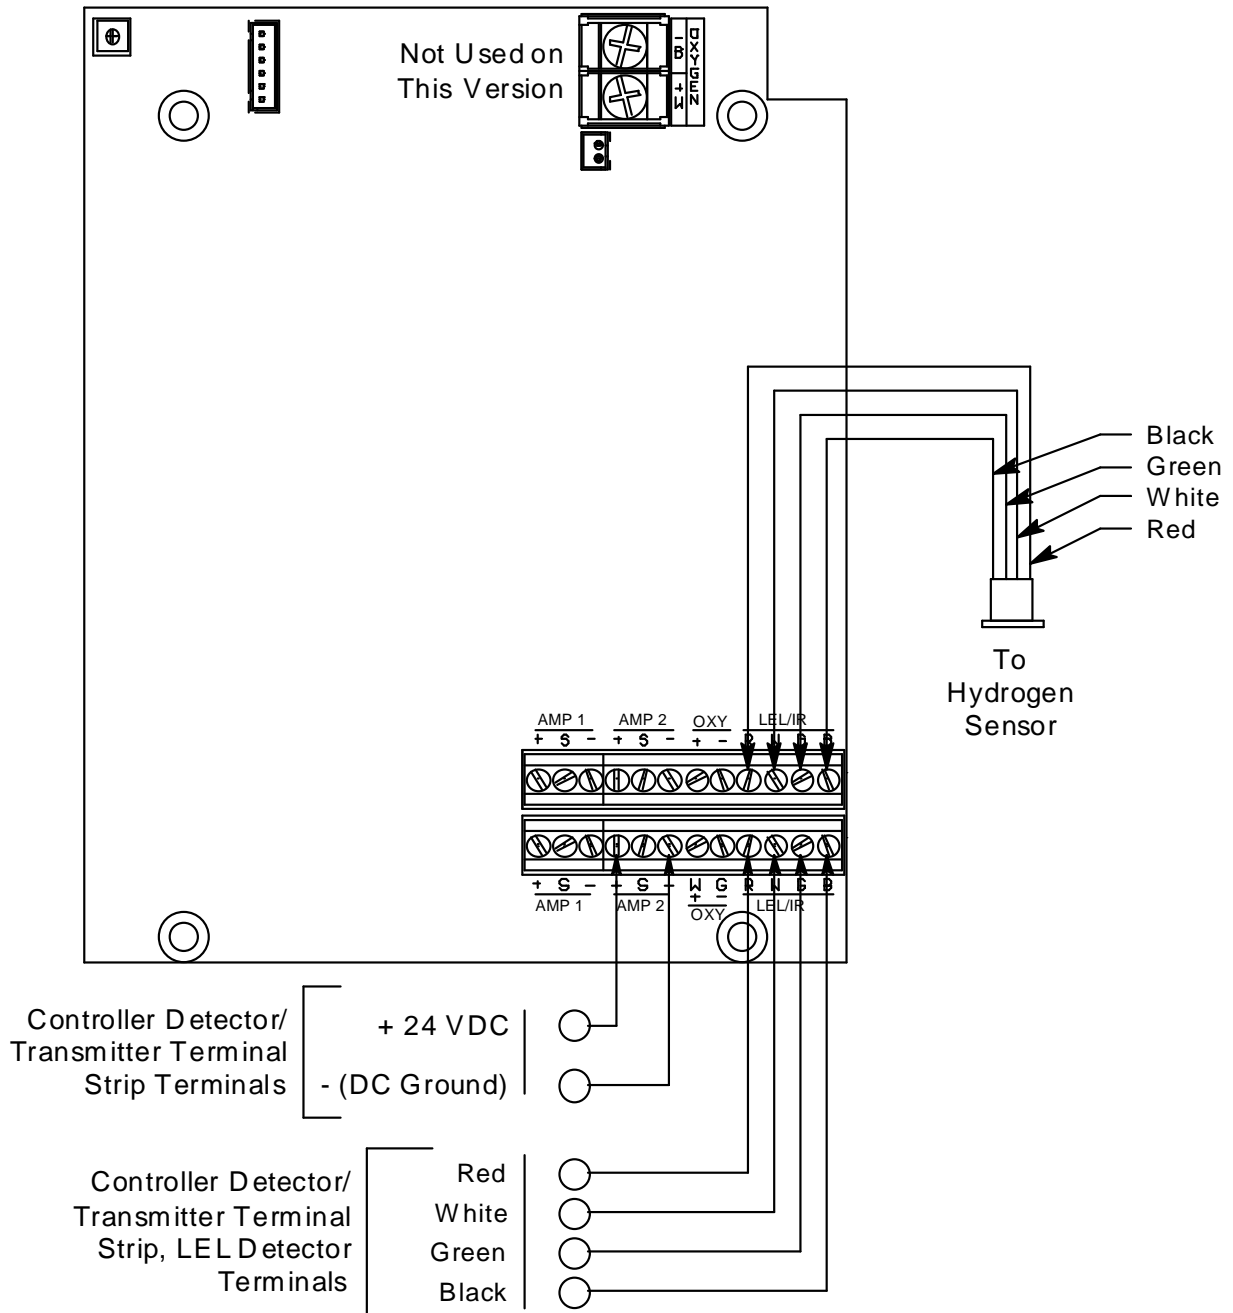 Not Used on
This Version
- B
+ W
OXYGEN
Black
Green
White
Red
To
Hydrogen
Sensor
AMP 1 AMP 2 OXY LEL/IR
+ S - + S - + -
+ S - + S - W G R W G B
+ -
AMP 1 AMP 2 OXY LEL/IR
Controller Detector/
Transmitter Terminal
Strip Terminals
+ 24 VDC
- (DC Ground)
Controller Detector/
Transmitter Terminal
Strip, LEL Detector
Terminals
Red
White
Green
Black